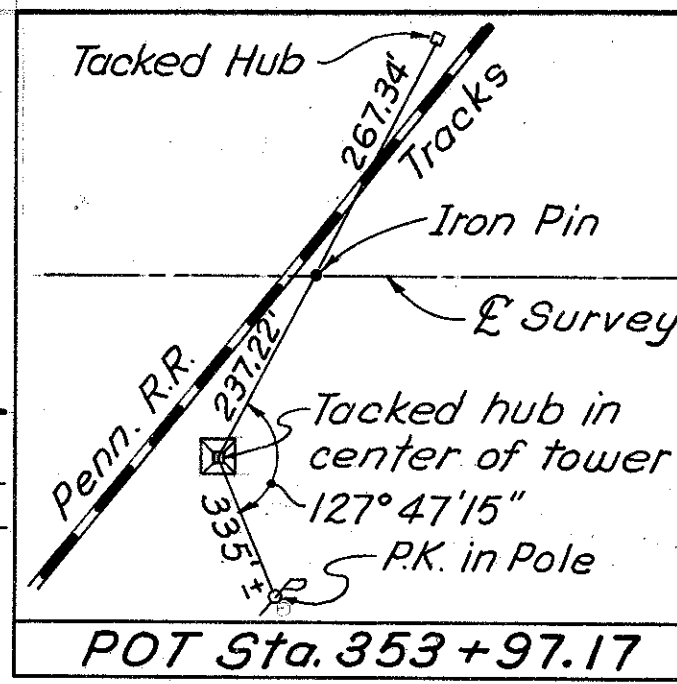 Tacked Hub
267.34'
Tracks
Iron Pin
℄ Survey
237.22'
Penn. R.R.
Tacked hub in
center of tower
127° 47' 15"
335' ±
P.K. in Pole
POT Sta. 353+97.17